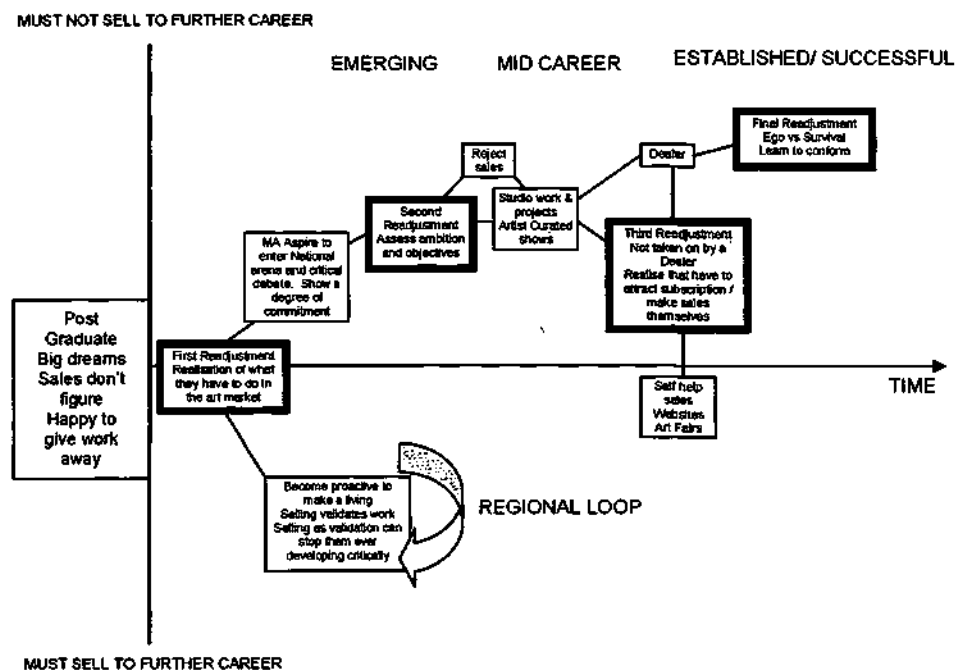 MUST NOT SELL TO FURTHER CAREER
EMERGING
MID CAREER
ESTABLISHED/ SUCCESSFUL
Final Readjustment
Ego vs Survival
Learn to conform
Reject
sales
Dealer
Second
Readjustment
Assess ambition
and objectives
Studio work &
projects
Artist Curated
shows
MA Aspire to
enter National
arena and critical
debate. Show a
degree of
commitment
Third Readjustment
Not taken on by a
Dealer
Realise that have to
attract subscription /
make sales
themselves
Post
Graduate
Big dreams
Sales don't
figure
Happy to
give work
away
First Readjustment
Realisation of what
they have to do in
the art market
TIME
Self help
sales
Websites
Art Fairs
Become proactive to
make a living
Selling validates work
Selling as validation can
stop them ever
developing critically
REGIONAL LOOP
MUST SELL TO FURTHER CAREER